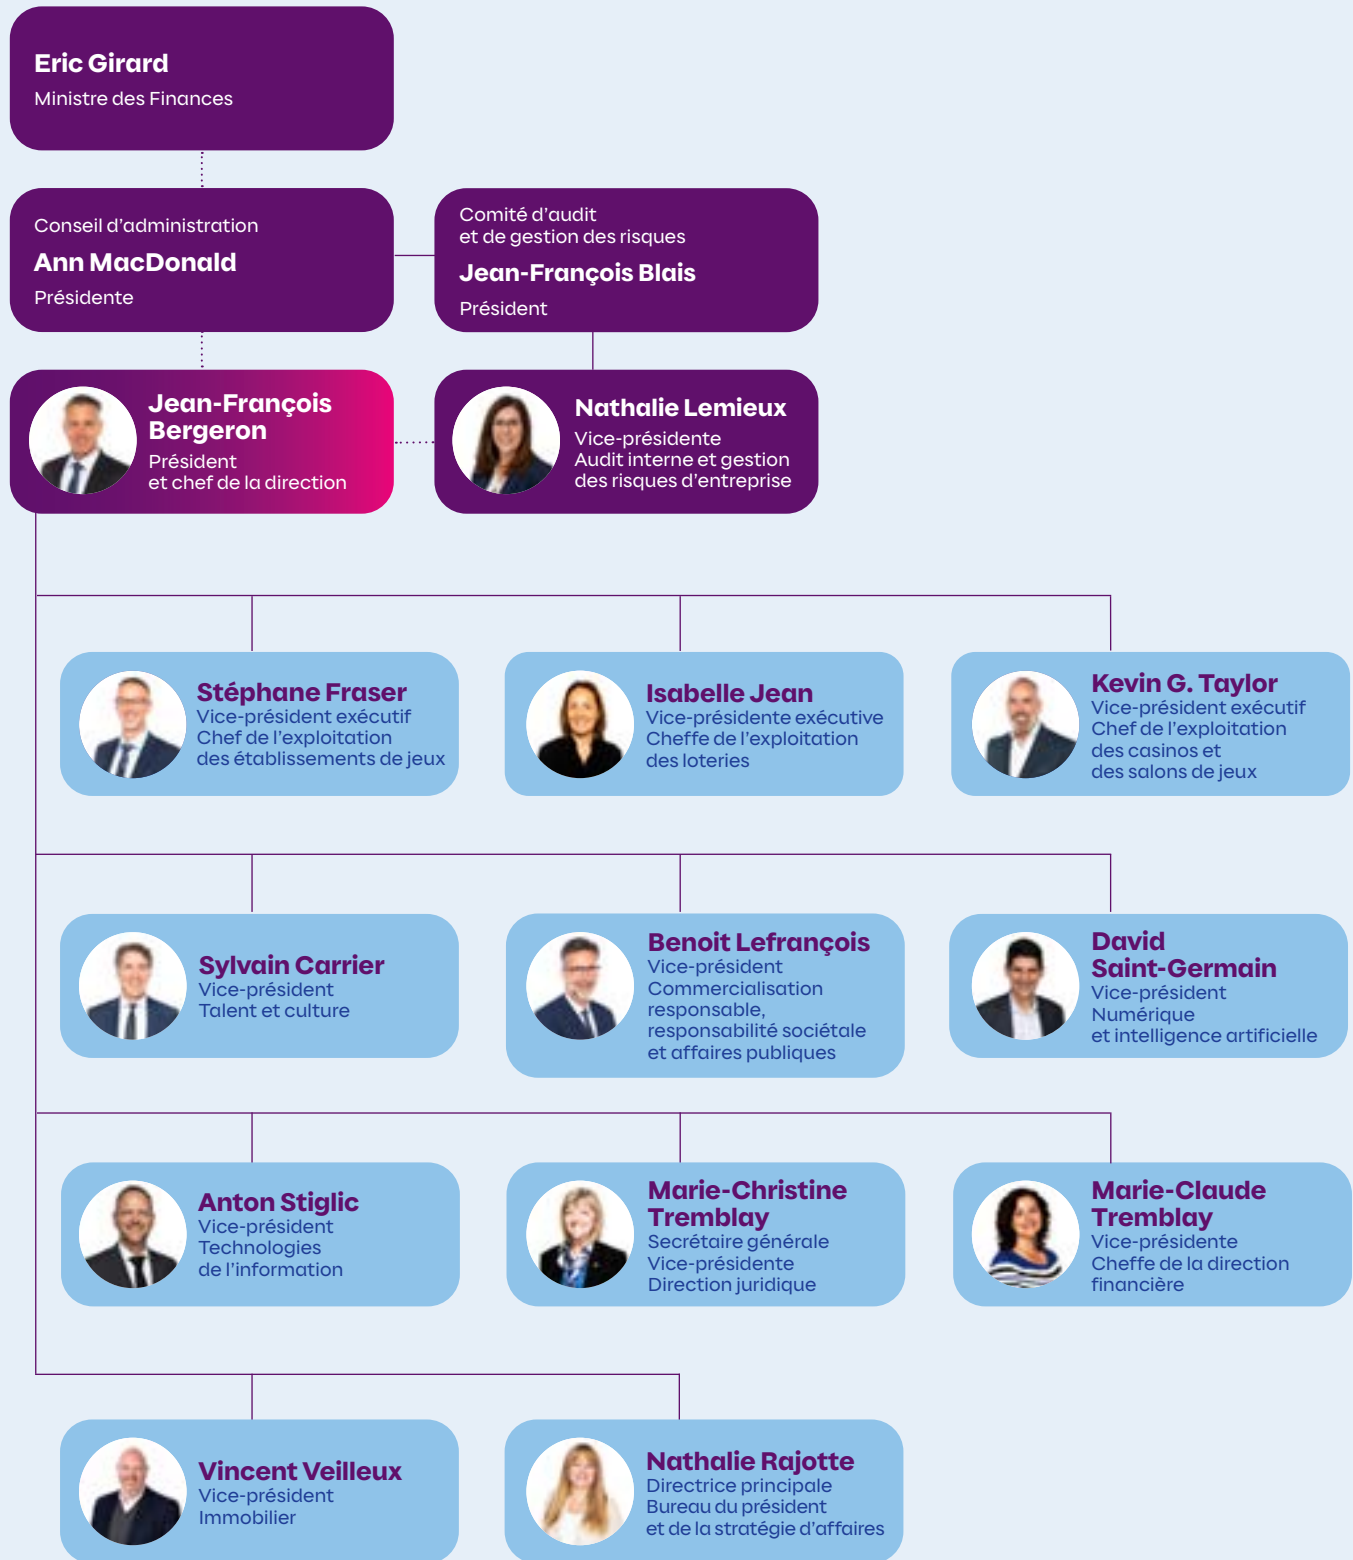 Eric Girard
Ministre des Finances
Conseil d'administration
Ann MacDonald
Présidente
Comité d'audit
et de gestion des risques
Jean-François Blais
Président
Jean-François
Bergeron
Président
et chef de la direction
Nathalie Lemieux
Vice-présidente
Audit interne et gestion
des risques d'entreprise
Stéphane Fraser
Vice-président exécutif
Chef de l'exploitation
des établissements de jeux
Isabelle Jean
Vice-présidente exécutive
Cheffe de l'exploitation
des loteries
Kevin G. Taylor
Vice-président exécutif
Chef de l'exploitation
des casinos et
des salons de jeux
Sylvain Carrier
Vice-président
Talent et culture
Benoit Lefrançois
Vice-président
Commercialisation
responsable,
responsabilité sociétale
et affaires publiques
David
Saint-Germain
Vice-président
Numérique
et intelligence artificielle
Anton Stiglic
Vice-président
Technologies
de l'information
Marie-Christine
Tremblay
Secrétaire générale
Vice-présidente
Direction juridique
Marie-Claude
Tremblay
Vice-présidente
Cheffe de la direction
financière
Vincent Veilleux
Vice-président
Immobilier
Nathalie Rajotte
Directrice principale
Bureau du président
et de la stratégie d'affaires